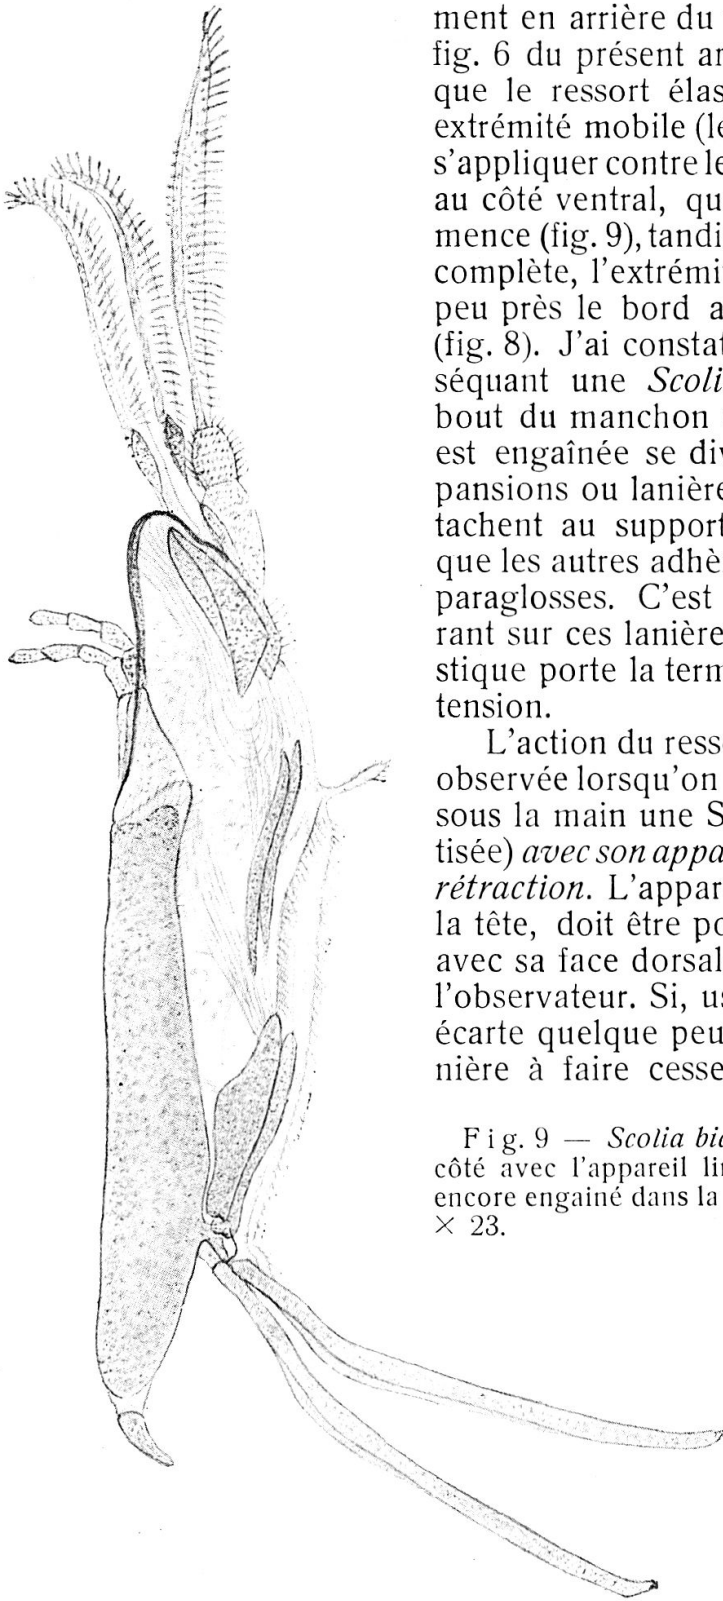 ment en arrière du
fig. 6 du présent ar
que le ressort élas
extrémité mobile (le
s'appliquer contre le
au côté ventral, qu
mence (fig. 9), tandi
complète, l'extrémi
peu près le bord a
(fig. 8). J'ai constat
séquant une Scoli
bout du manchon
est engaînée se di
pansions ou lanière
tachent au support
que les autres adhè
paraglosses. C'est
rant sur ces lanière
stique porte la term
tension.
L'action du ress
observée lorsqu'on
sous la main une S
tisée) avec son appa
rétraction. L'appar
la tête, doit être po
avec sa face dorsal
l'observateur. Si, u
écarte quelque peu
nière à faire cesse
Fig. 9 — Scolia bi
côté avec l'appareil li
encore engainé dans la
× 23.